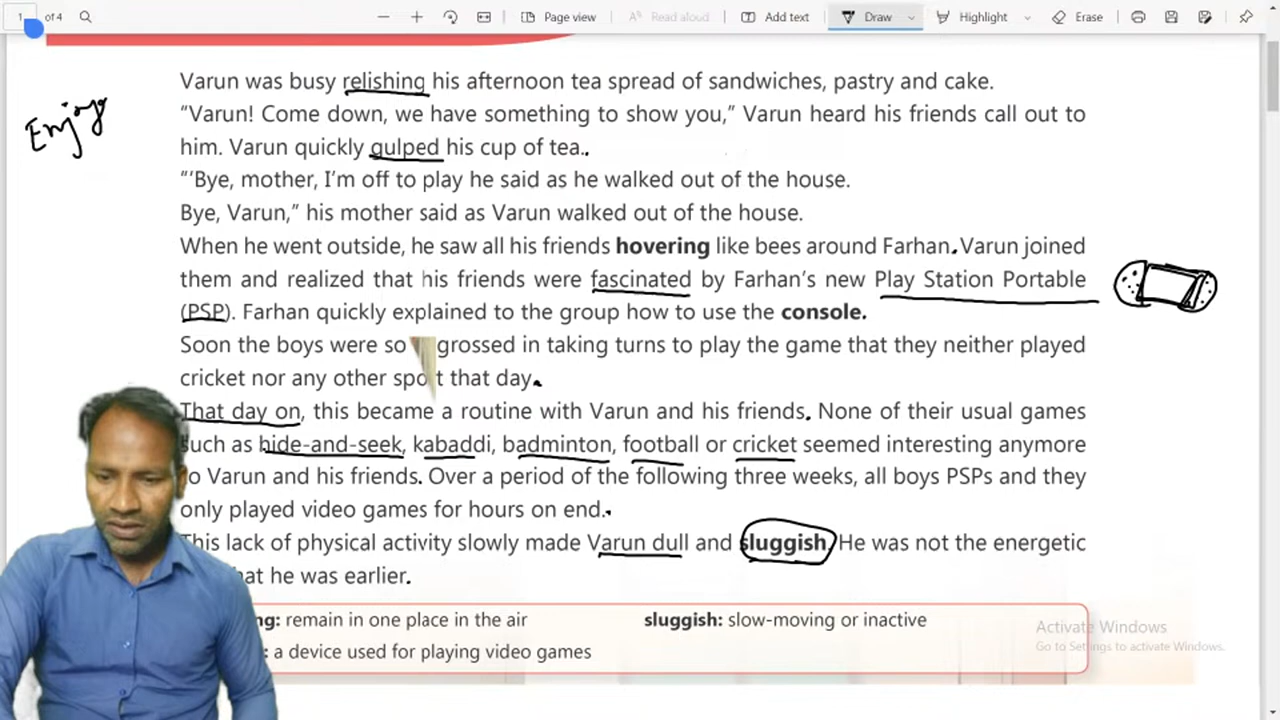 1 of 4 Page view Read aloud Add text Draw Highlight Erase
Varun was busy relishing his afternoon tea spread of sandwiches, pastry and cake.
Enjoy
“Varun! Come down, we have something to show you,” Varun heard his friends call out to
him. Varun quickly gulped his cup of tea.
“‘Bye, mother, I’m off to play he said as he walked out of the house.
Bye, Varun,” his mother said as Varun walked out of the house.
When he went outside, he saw all his friends hovering like bees around Farhan. Varun joined
them and realized that his friends were fascinated by Farhan’s new Play Station Portable
(PSP). Farhan quickly explained to the group how to use the console.
Soon the boys were so grossed in taking turns to play the game that they neither played
cricket nor any other sport that day.
That day on, this became a routine with Varun and his friends. None of their usual games
such as hide-and-seek, kabaddi, badminton, football or cricket seemed interesting anymore
to Varun and his friends. Over a period of the following three weeks, all boys PSPs and they
only played video games for hours on end.
This lack of physical activity slowly made Varun dull and sluggish. He was not the energetic
hat he was earlier.
ng: remain in one place in the air sluggish: slow-moving or inactive
: a device used for playing video games
Activate Windows
Go to Settings to activate Windows.